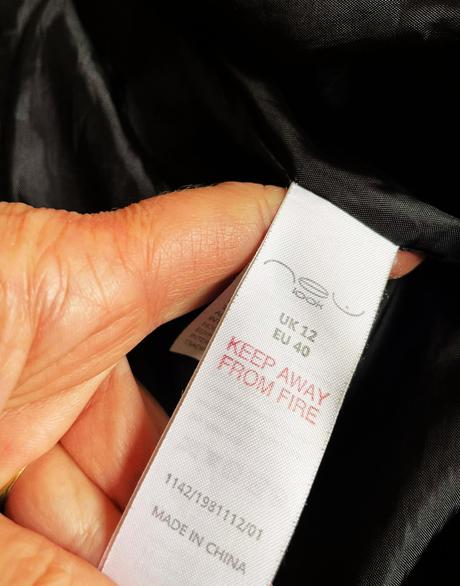 new
look
UK 12
EU 40
KEEP AWAY
FROM FIRE
1142/1981112/01
MADE IN CHINA